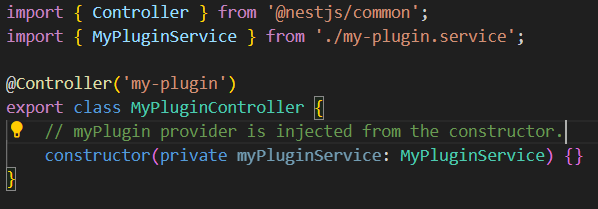 import { Controller } from '@nestjs/common';
import { MyPluginService } from './my-plugin.service';
@Controller('my-plugin')
export class MyPluginController {
// myPlugin provider is injected from the constructor.
constructor(private myPluginService: MyPluginService) {}
}